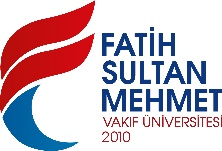 FATİH
SULTAN
MEHMET
VAKIF ÜNİVERSİTESİ
2010